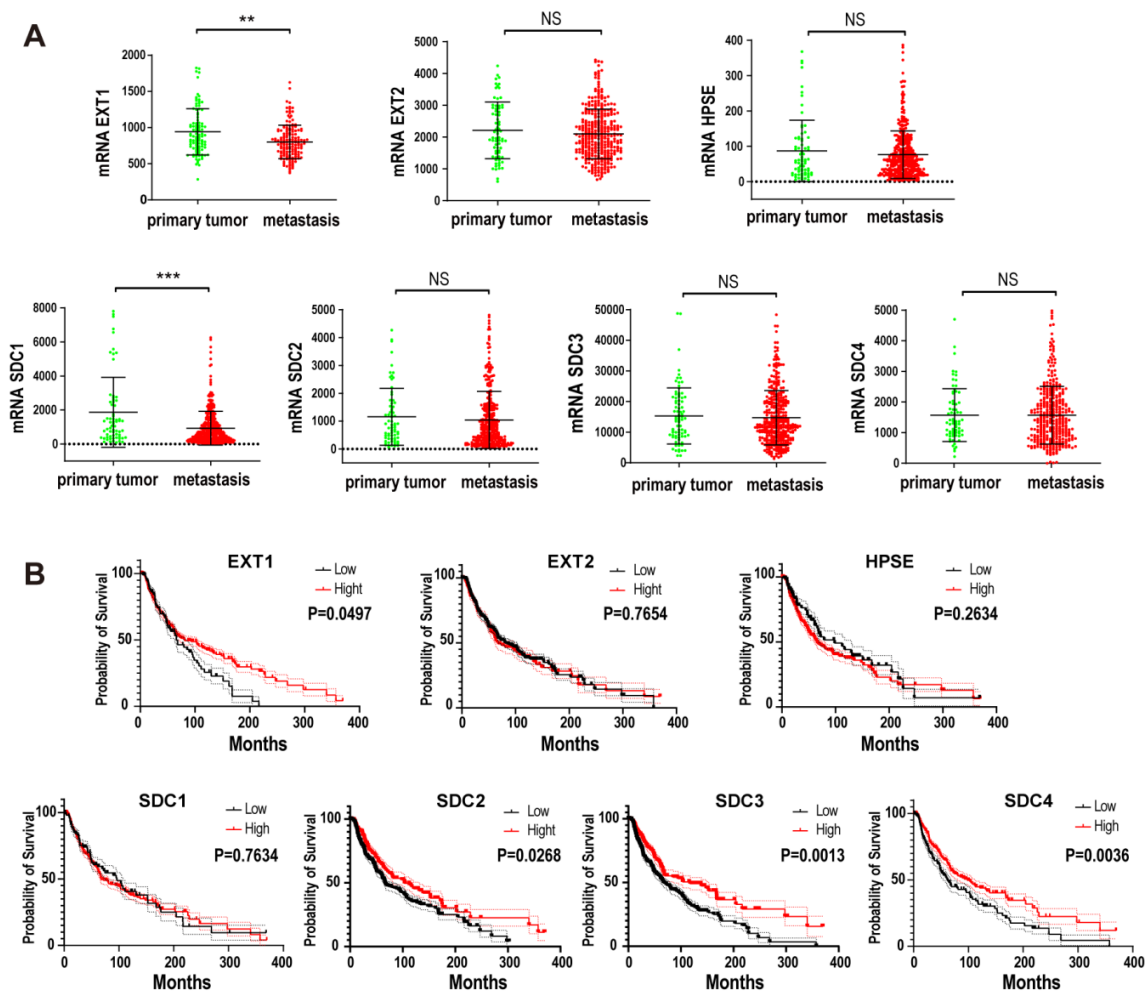 A
**
NS
NS
mRNA EXT1
2000
1500
1000
500
0
primary tumor metastasis
mRNA EXT2
5000
4000
3000
2000
1000
0
primary tumor metastasis
mRNA HPSE
400
300
200
100
0
primary tumor metastasis
***
NS
NS
NS
mRNA SDC1
8000
6000
4000
2000
0
primary tumor metastasis
mRNA SDC2
5000
4000
3000
2000
1000
0
primary tumor metastasis
mRNA SDC3
50000
40000
30000
20000
10000
0
primary tumor metastasis
mRNA SDC4
5000
4000
3000
2000
1000
0
primary tumor metastasis
B
EXT1
Low
Hight
P=0.0497
Probability of Survival
100
50
0
0 100 200 300 400
Months
EXT2
Low
Hight
P=0.7654
Probability of Survival
100
50
0
0 100 200 300 400
Months
HPSE
Low
High
P=0.2634
Probability of Survival
100
50
0
0 100 200 300 400
Months
SDC1
Low
High
P=0.7634
Probability of Survival
100
50
0
0 100 200 300 400
Months
SDC2
Low
Hight
P=0.0268
Probability of Survival
100
50
0
0 100 200 300 400
Months
SDC3
Low
High
P=0.0013
Probability of Survival
100
50
0
0 100 200 300 400
Months
SDC4
Low
High
P=0.0036
Probability of Survival
100
50
0
0 100 200 300 400
Months